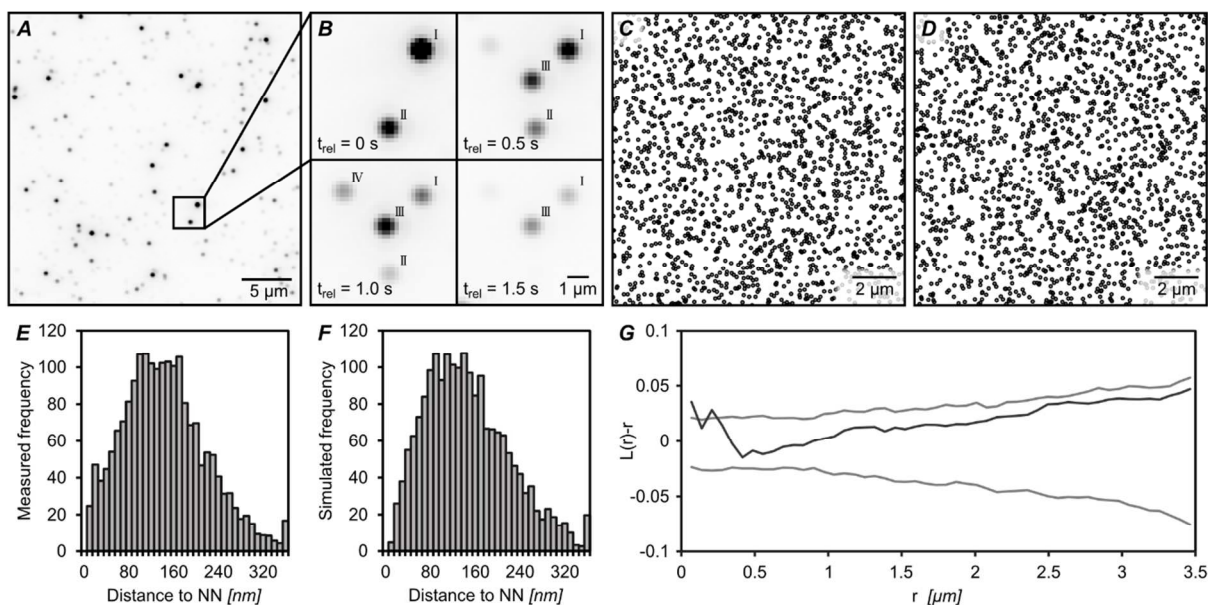 A
5 µm
B
I
II
t_rel = 0 s
I
III
II
t_rel = 0.5 s
IV
I
III
II
t_rel = 1.0 s
I
III
t_rel = 1.5 s
1 µm
C
2 µm
D
2 µm
E
Measured frequency
120
100
80
60
40
20
0
0 80 160 240 320
Distance to NN [nm]
F
Simulated frequency
120
100
80
60
40
20
0
0 80 160 240 320
Distance to NN [nm]
G
L(r)-r
0.1
0.05
0
-0.05
-0.1
0 0.5 1 1.5 2 2.5 3 3.5
r [µm]